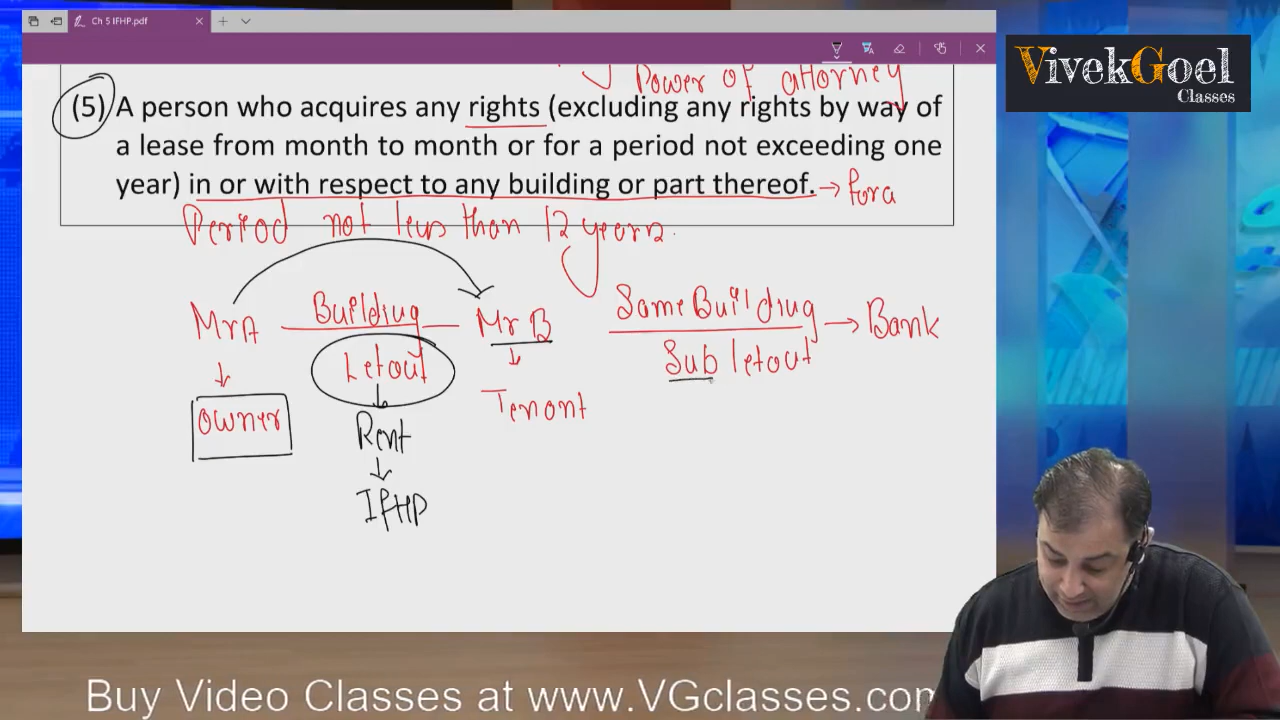 Ch 5 IFHP.pdf
VivekGoel
Classes
Power of attorney
(5) A person who acquires any rights (excluding any rights by way of
a lease from month to month or for a period not exceeding one
year) in or with respect to any building or part thereof. → for a
Period not less than 12 years.
Mr A Building Mr B Same Building → Bank
Letout Sub letout
owner Tenant
Rent
IFHP
Buy Video Classes at www.VGclasses.com